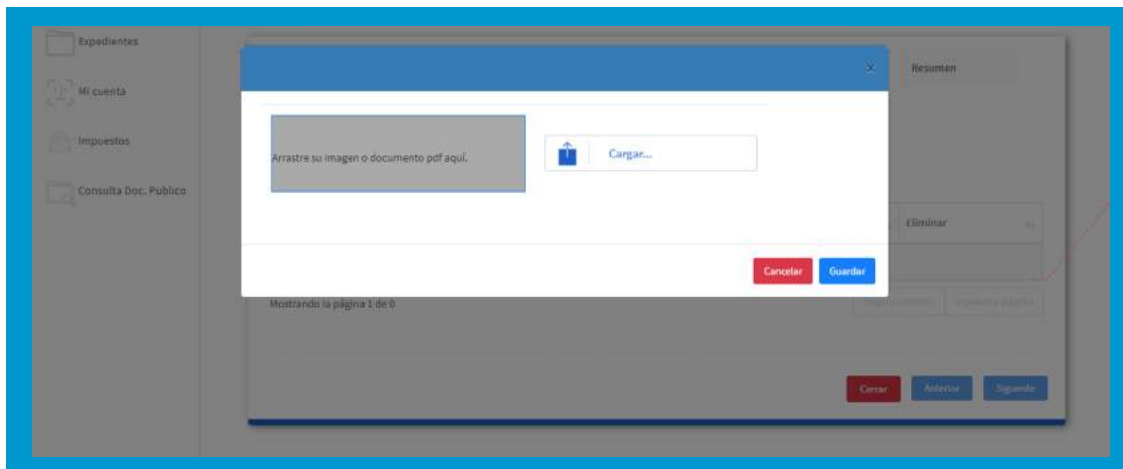 Expedientes
Mi cuenta
Impuestos
Consulta Doc. Publico
×
Resumen
Arrastre su imagen o documento pdf aquí.
Cargar...
Eliminar
Cancelar
Guardar
Mostrando la página 1 de 0
Cerrar
Anterior
Siguiente